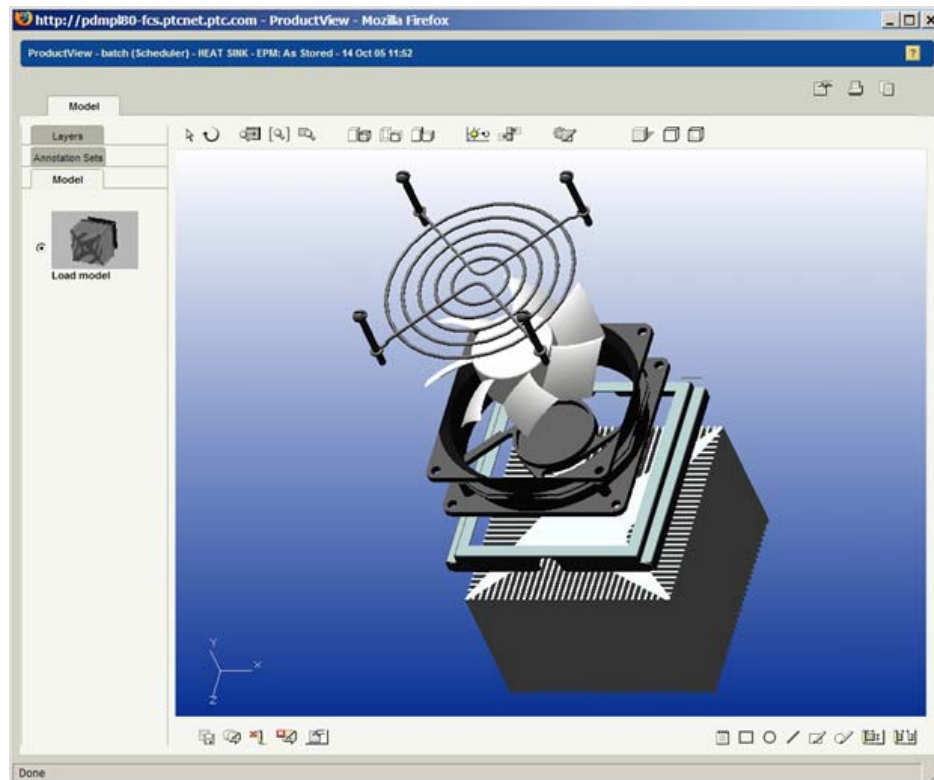 http://pdmpl80-fcs.ptcnet.ptc.com - ProductView - Mozilla Firefox
ProductView - batch (Scheduler) - HEAT SINK - EPM: As Stored - 14 Oct 05 11:52
?
Model
Layers
Annotation Sets
Model
Load model
Y
X
Z
Done